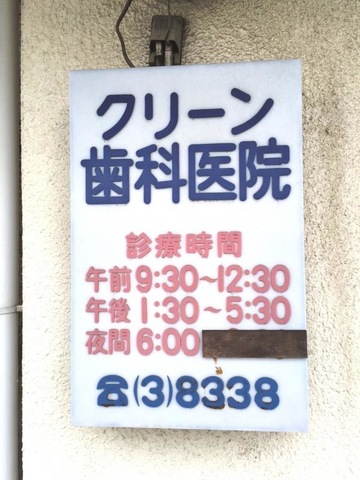 クリーン
歯科医院
診療時間
午前9:30~12:30
午後1:30~5:30
夜間6:00
☎(3)8338